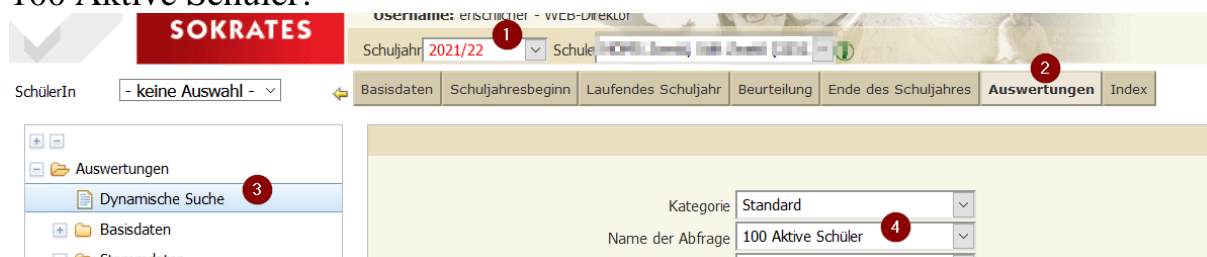 100 Aktive Schüler?
SOKRATES
Username: enschlicher - WEB-Direktor
Schuljahr 2021/22 1 Schule
2
SchülerIn - keine Auswahl - Basisdaten Schuljahresbeginn Laufendes Schuljahr Beurteilung Ende des Schuljahres Auswertungen Index
Auswertungen
Dynamische Suche 3
Kategorie Standard
Basisdaten
Name der Abfrage 100 Aktive Schüler 4